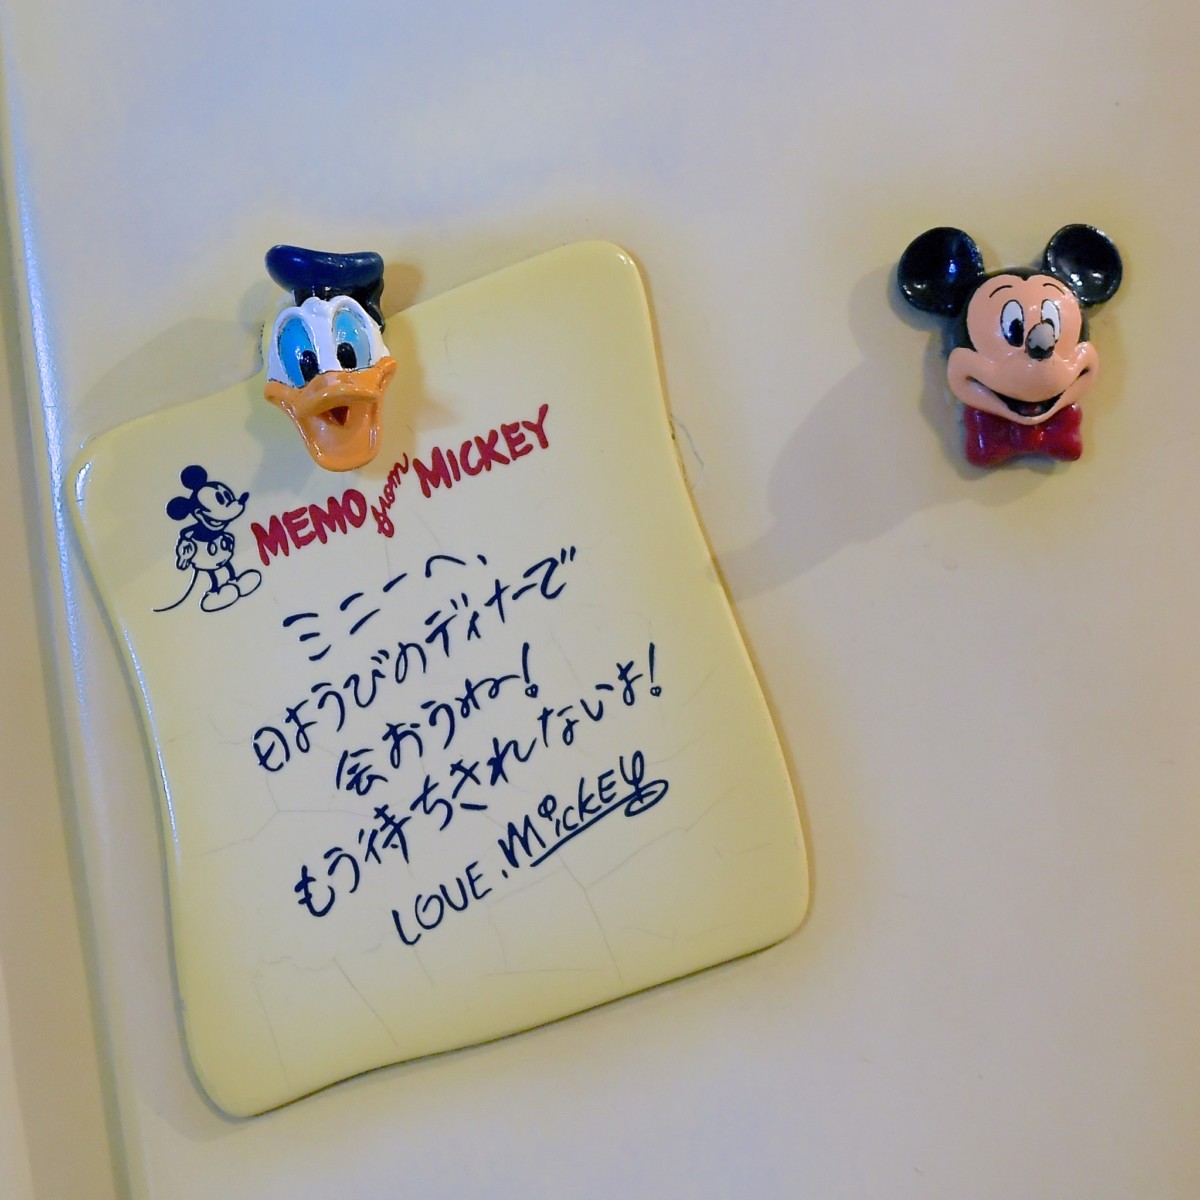 MEMO from MICKEY
ミニーへ、
日ようびのディナーで
会おうね!
もう待ちきれないよ!
LOVE, MickEY